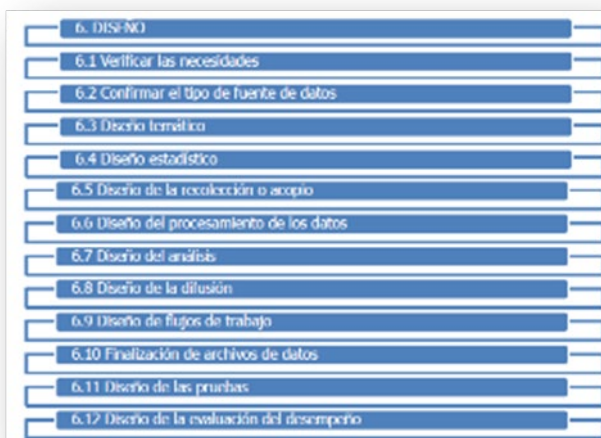 6. DISEÑO
6.1 Verificar las necesidades
6.2 Confirmar el tipo de fuente de datos
6.3 Diseño temático
6.4 Diseño estadístico
6.5 Diseño de la recolección o acopio
6.6 Diseño del procesamiento de los datos
6.7 Diseño del análisis
6.8 Diseño de la difusión
6.9 Diseño de flujos de trabajo
6.10 Finalización de archivos de datos
6.11 Diseño de las pruebas
6.12 Diseño de la evaluación del desempeño